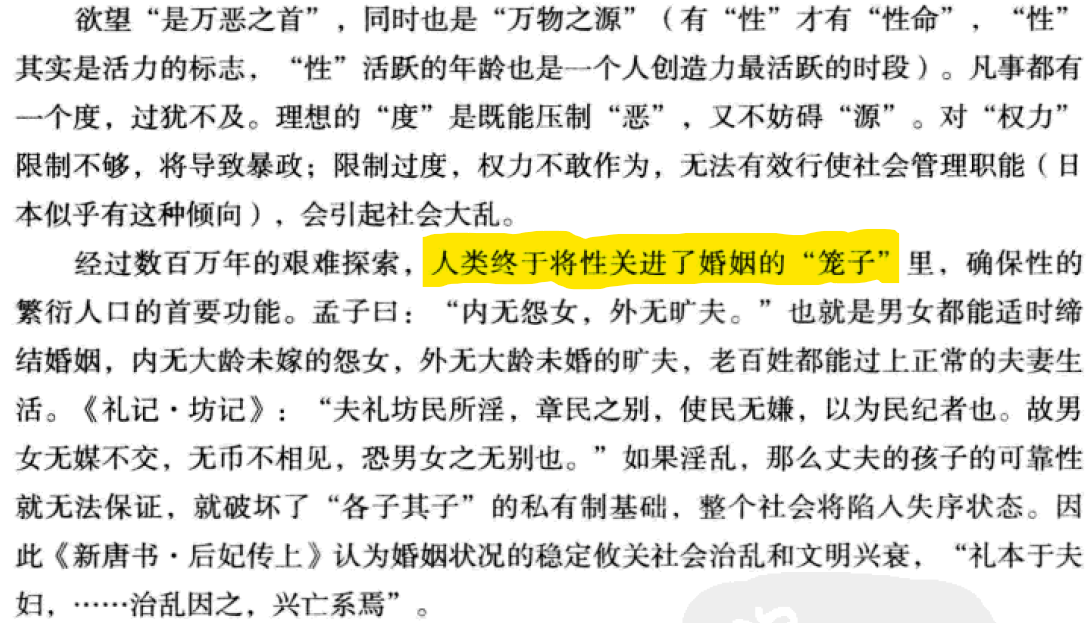 欲望“是万恶之首”，同时也是“万物之源”（有“性”才有“性命”，“性”
其实是活力的标志，“性”活跃的年龄也是一个人创造力最活跃的时段）。凡事都有
一个度，过犹不及。理想的“度”是既能压制“恶”，又不妨碍“源”。对“权力”
限制不够，将导致暴政；限制过度，权力不敢作为，无法有效行使社会管理职能（日
本似乎有这种倾向），会引起社会大乱。
经过数百万年的艰难探索，人类终于将性关进了婚姻的“笼子”里，确保性的
繁衍人口的首要功能。孟子曰：“内无怨女，外无旷夫。”也就是男女都能适时缔
结婚姻，内无大龄未嫁的怨女，外无大龄未婚的旷夫，老百姓都能过上正常的夫妻生
活。《礼记·坊记》：“夫礼坊民所淫，章民之别，使民无嫌，以为民纪者也。故男
女无媒不交，无币不相见，恐男女之无别也。”如果淫乱，那么丈夫的孩子的可靠性
就无法保证，就破坏了“各子其子”的私有制基础，整个社会将陷入失序状态。因
此《新唐书·后妃传上》认为婚姻状况的稳定攸关社会治乱和文明兴衰，“礼本于夫
妇，……治乱因之，兴亡系焉”。